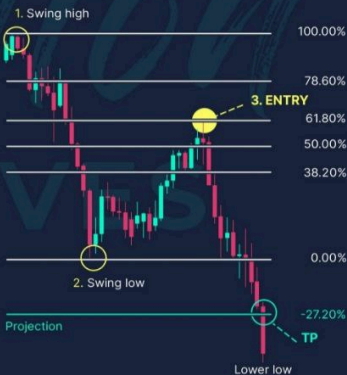 1. Swing high
100.00%
78.60%
3. ENTRY
61.80%
50.00%
38.20%
0.00%
2. Swing low
-27.20%
Projection
TP
Lower low